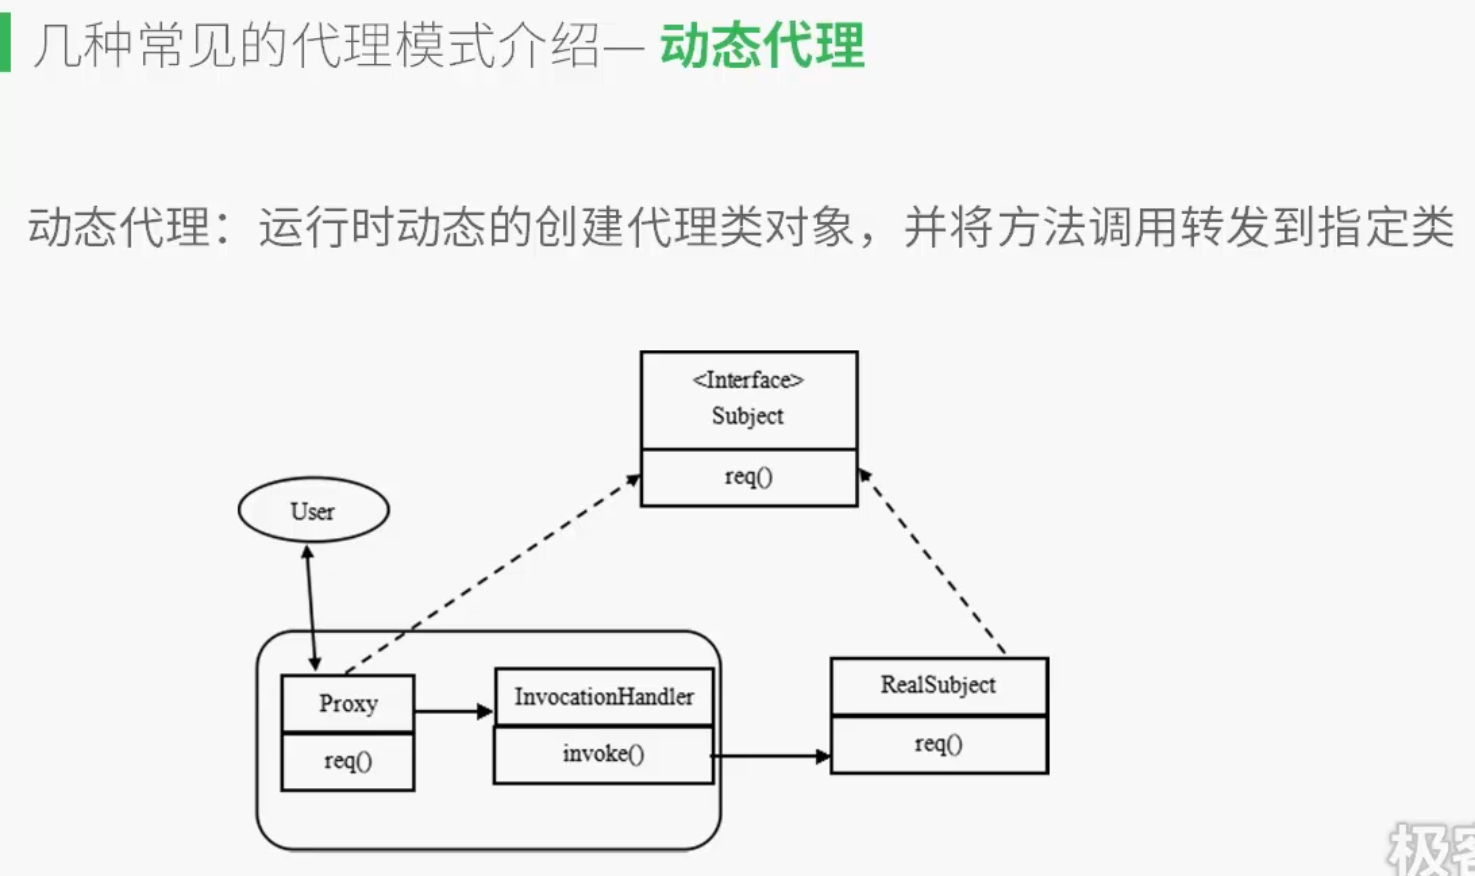 几种常见的代理模式介绍— 动态代理
动态代理：运行时动态的创建代理类对象，并将方法调用转发到指定类
<Interface>
Subject
req()
User
Proxy
req()
InvocationHandler
invoke()
RealSubject
req()
极客